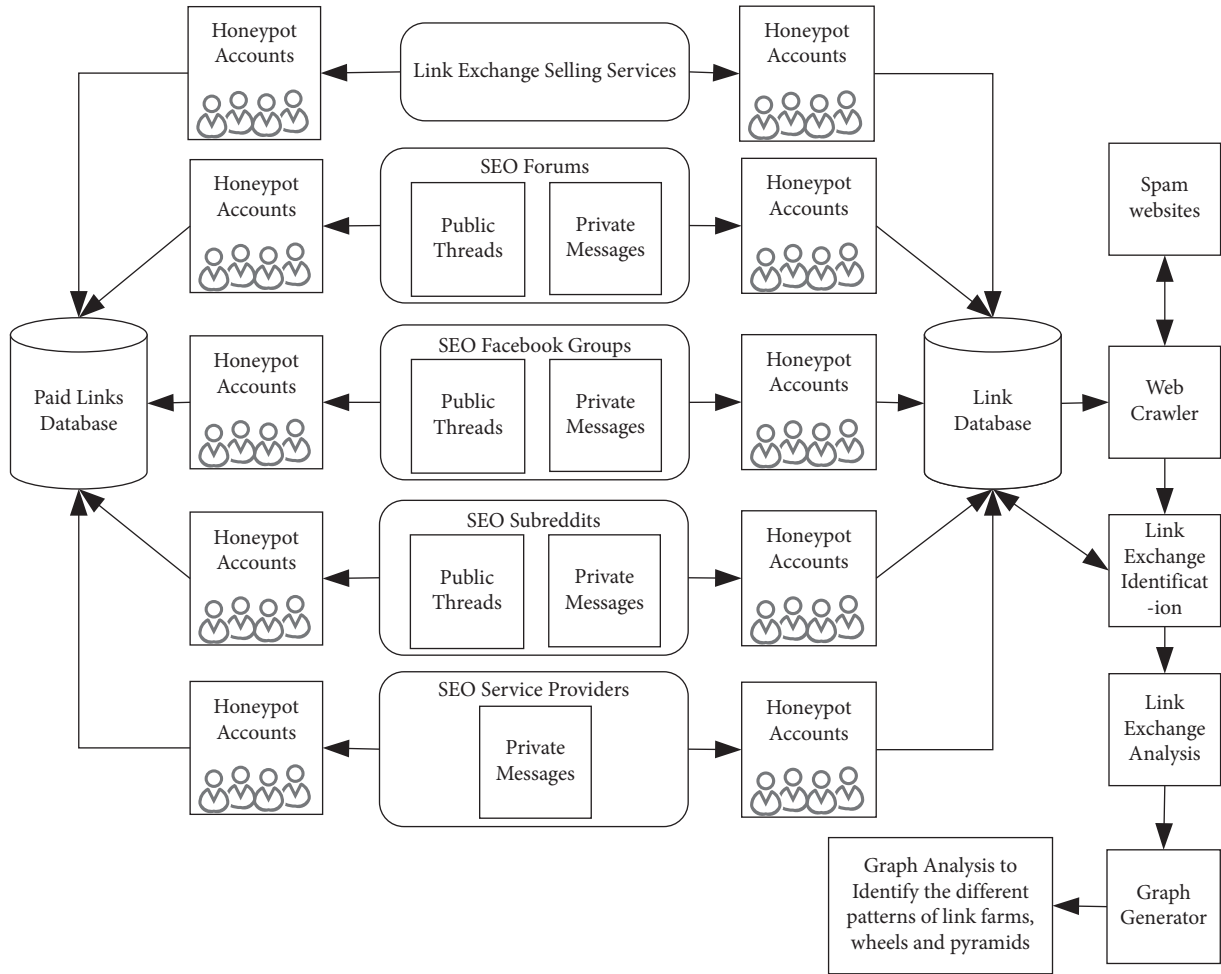 Honeypot
Accounts
Link Exchange Selling Services
Honeypot
Accounts
Honeypot
Accounts
SEO Forums
Public
Threads
Private
Messages
Honeypot
Accounts
Spam
websites
Paid Links
Database
Honeypot
Accounts
SEO Facebook Groups
Public
Threads
Private
Messages
Honeypot
Accounts
Link
Database
Web
Crawler
Honeypot
Accounts
SEO Subreddits
Public
Threads
Private
Messages
Honeypot
Accounts
Link
Exchange
Identificat
-ion
Honeypot
Accounts
SEO Service Providers
Private
Messages
Honeypot
Accounts
Link
Exchange
Analysis
Graph Analysis to
Identify the different
patterns of link farms,
wheels and pyramids
Graph
Generator